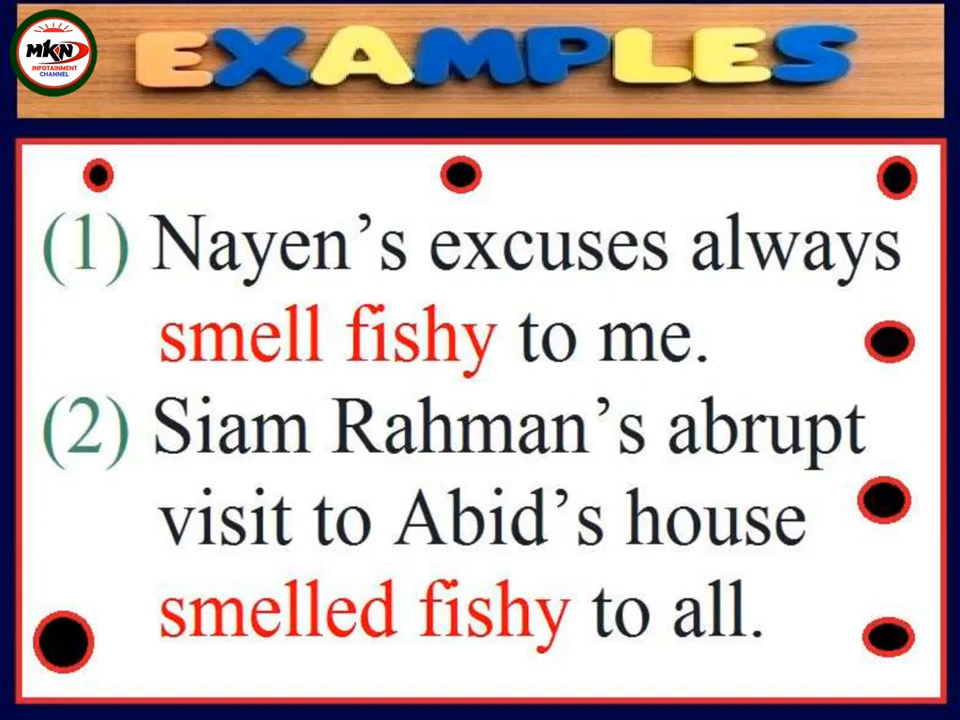 MKN
INFOTAINMENT
CHANNEL
EXAMPLES
(1) Nayen’s excuses always
smell fishy to me.
(2) Siam Rahman’s abrupt
visit to Abid’s house
smelled fishy to all.